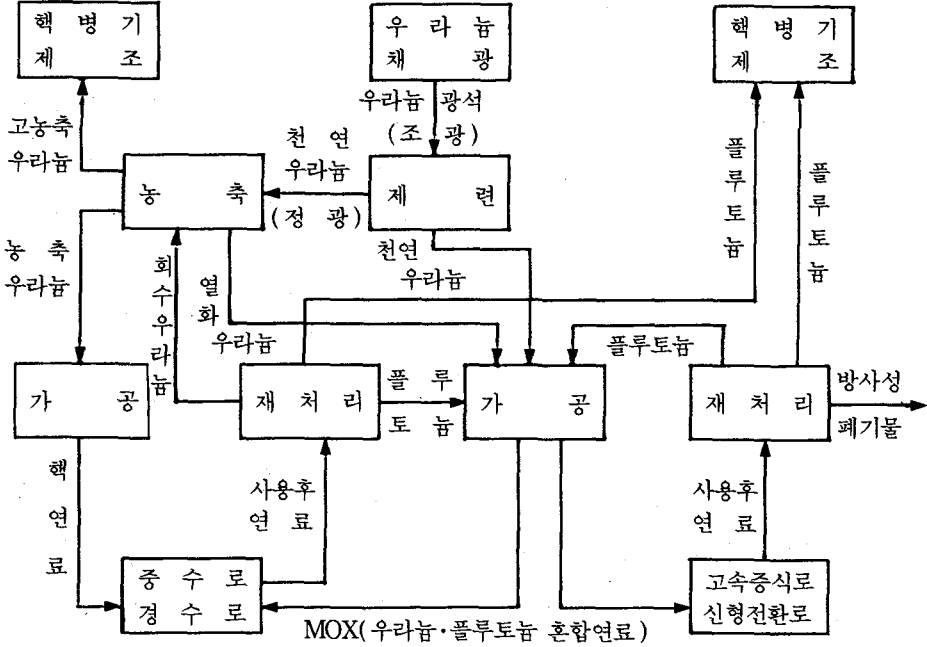 핵 병 기
제 조
우 라 늄
채 광
핵 병 기
제 조
우라늄 광석
(조 광)
고농축
우라늄
천 연
우라늄
(정 광)
농 축
제 련
플루토늄
플루토늄
농 축
우라늄
회수우라늄
열화
우라늄
천연
우라늄
플루토늄
가 공
재 처 리
플 루
토 늄
가 공
재 처 리
방사성
폐기물
핵
연
료
사용후
연 료
사용후
연 료
중 수 로
경 수 로
고속증식로
신형전환로
MOX(우라늄·플루토늄 혼합연료)